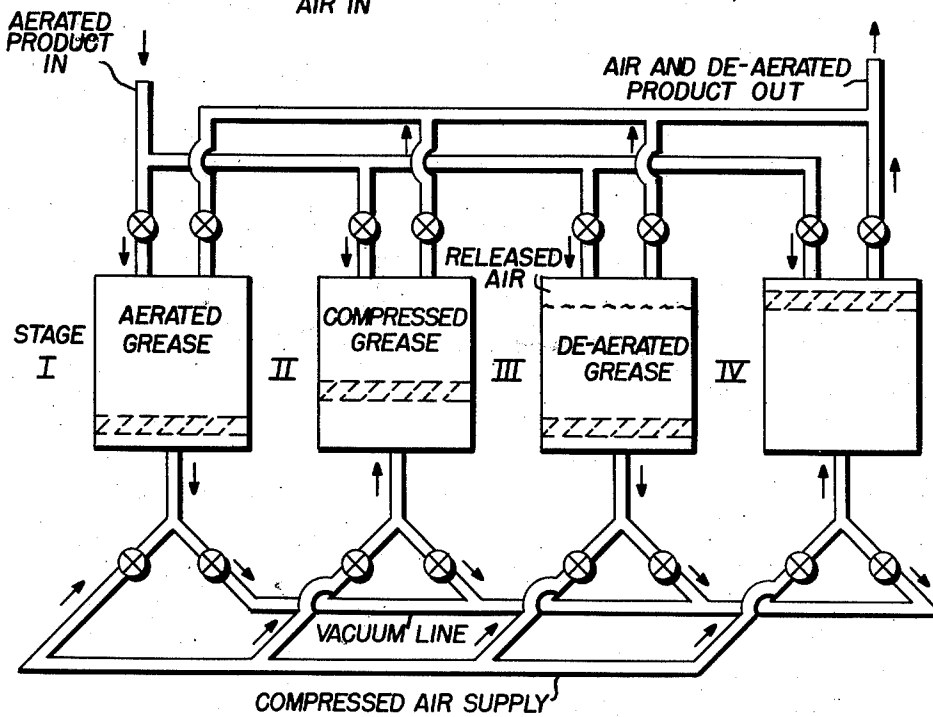 AIR IN
AERATED
PRODUCT
IN
AIR AND DE-AERATED
PRODUCT OUT
RELEASED
AIR
STAGE
I
AERATED
GREASE
II
COMPRESSED
GREASE
III
DE-AERATED
GREASE
IV
VACUUM LINE
COMPRESSED AIR SUPPLY